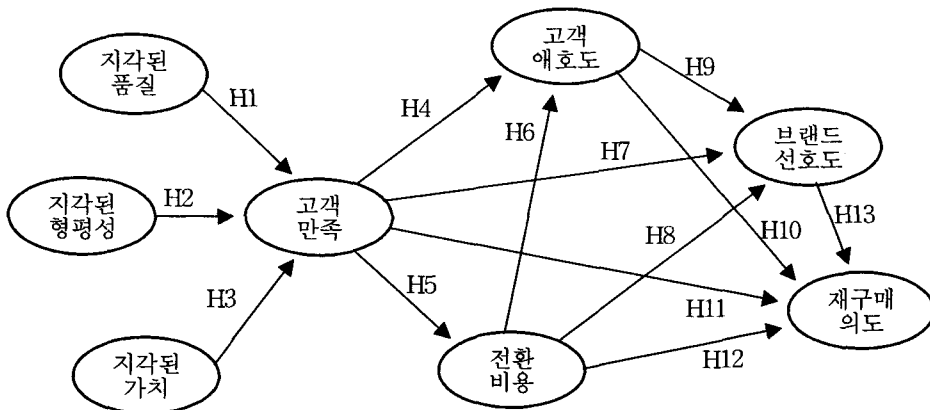 고객
애호도
지각된
품질
H1
H4
H6
H9
H7
브랜드
선호도
지각된
형평성
H2
고객
만족
H8
H10
H13
H3
H5
H11
재구매
의도
지각된
가치
전환
비용
H12